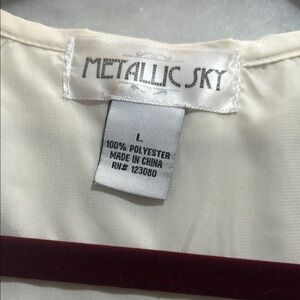 METALLIC SKY
L
100% POLYESTER
MADE IN CHINA
RN# 123080